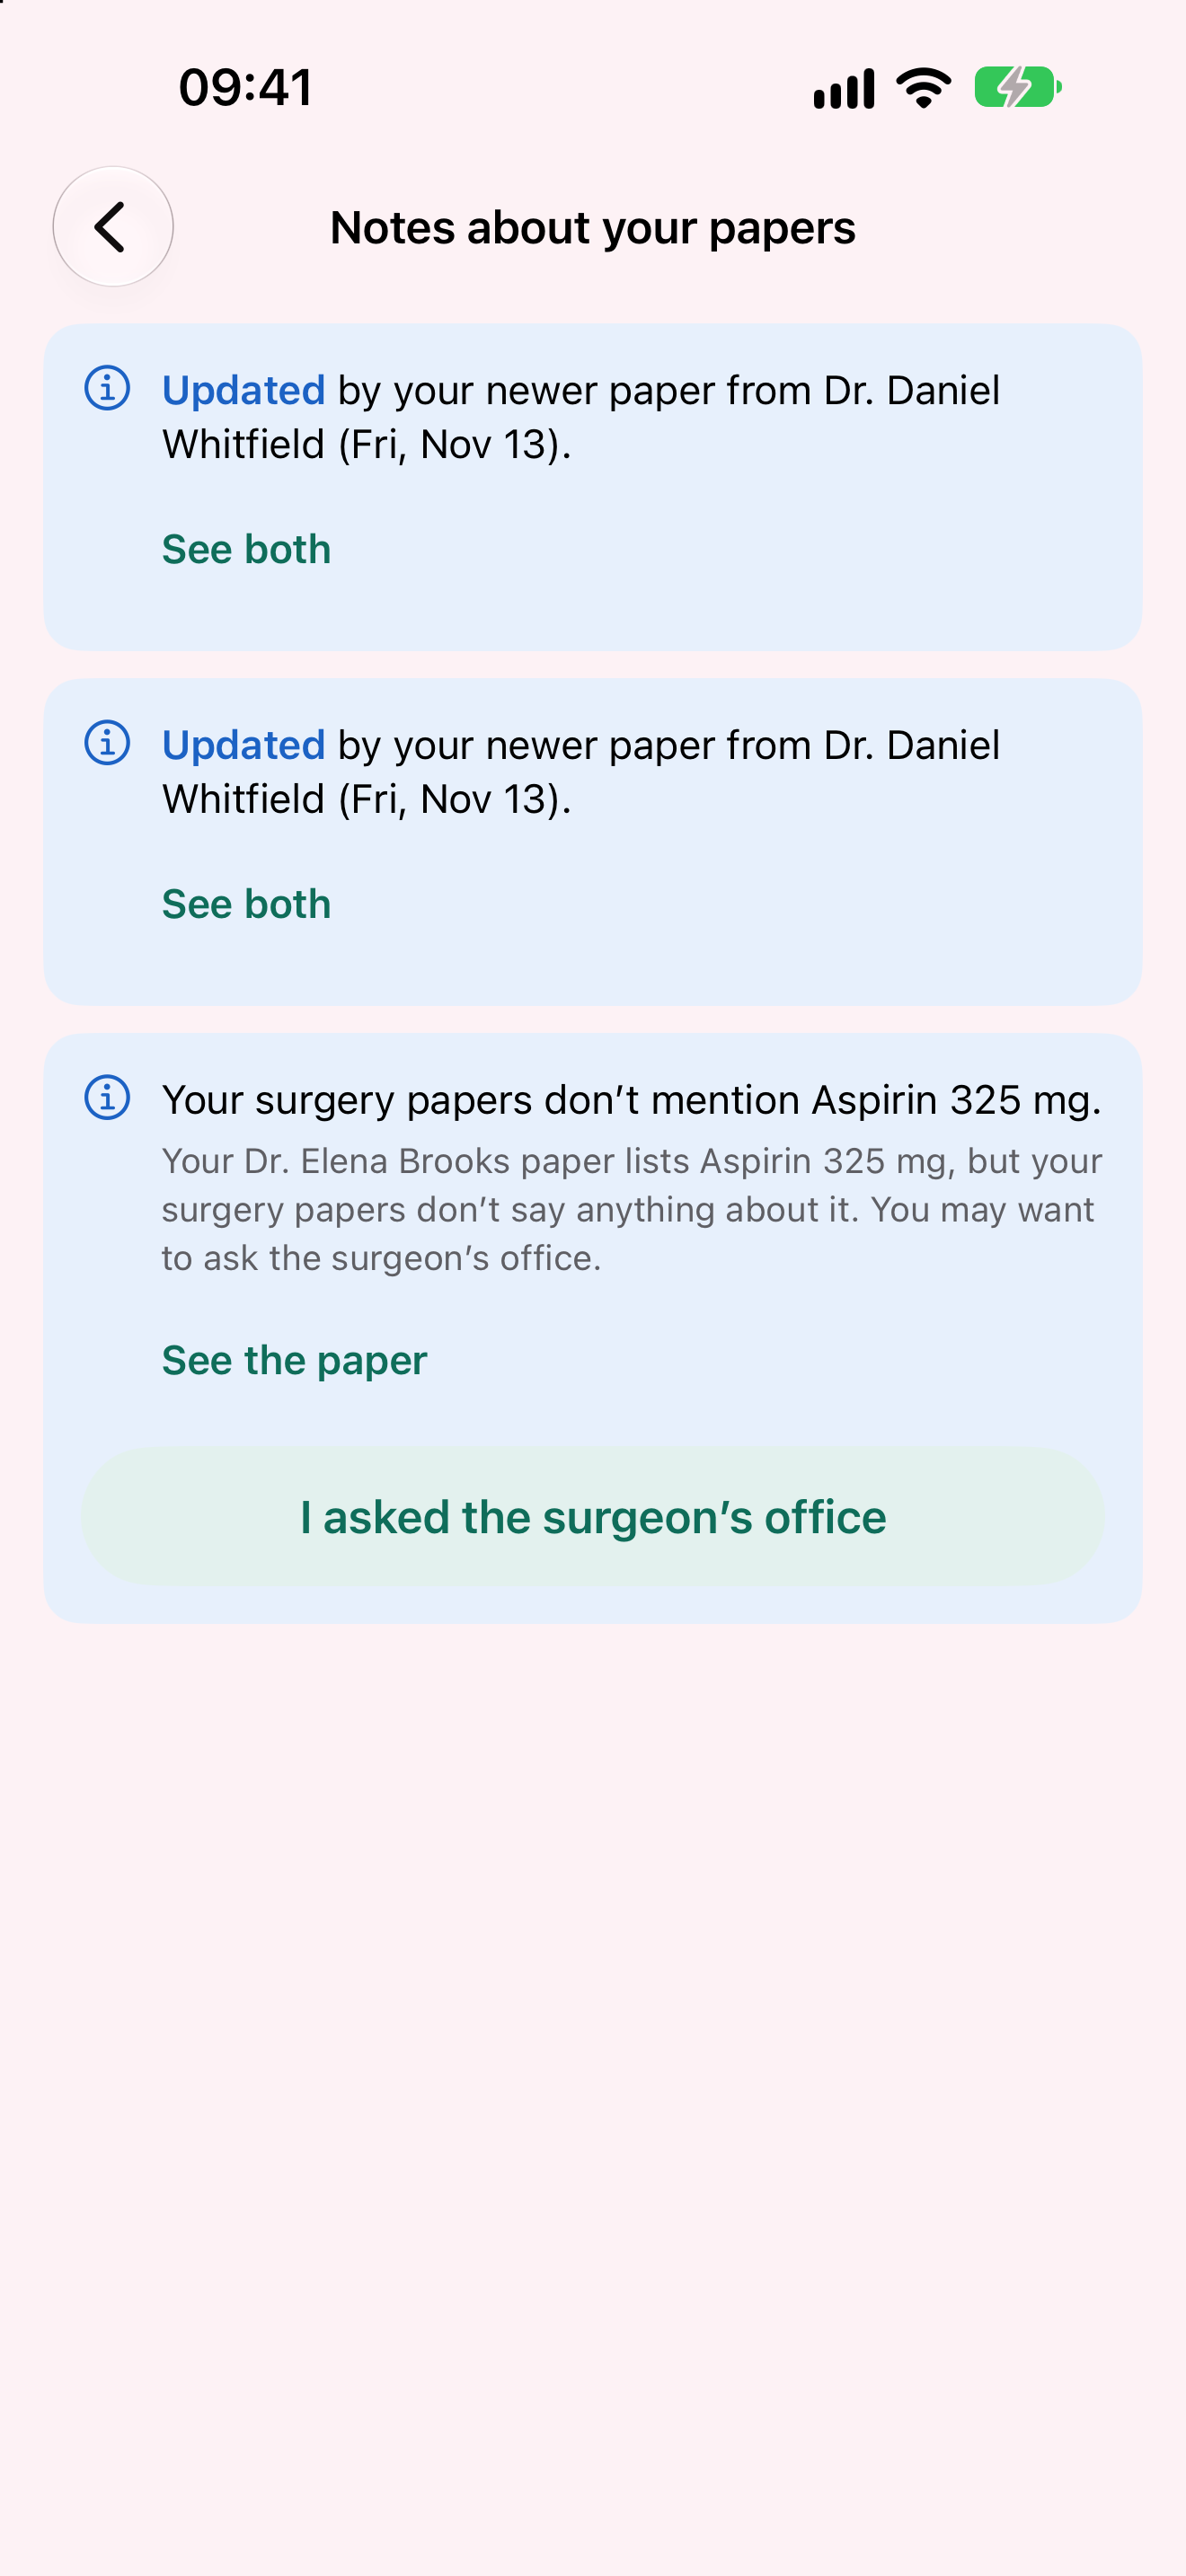 09:41
Notes about your papers
Updated by your newer paper from Dr. Daniel
Whitfield (Fri, Nov 13).
See both
Updated by your newer paper from Dr. Daniel
Whitfield (Fri, Nov 13).
See both
Your surgery papers don’t mention Aspirin 325 mg.
Your Dr. Elena Brooks paper lists Aspirin 325 mg, but your
surgery papers don’t say anything about it. You may want
to ask the surgeon’s office.
See the paper
I asked the surgeon’s office